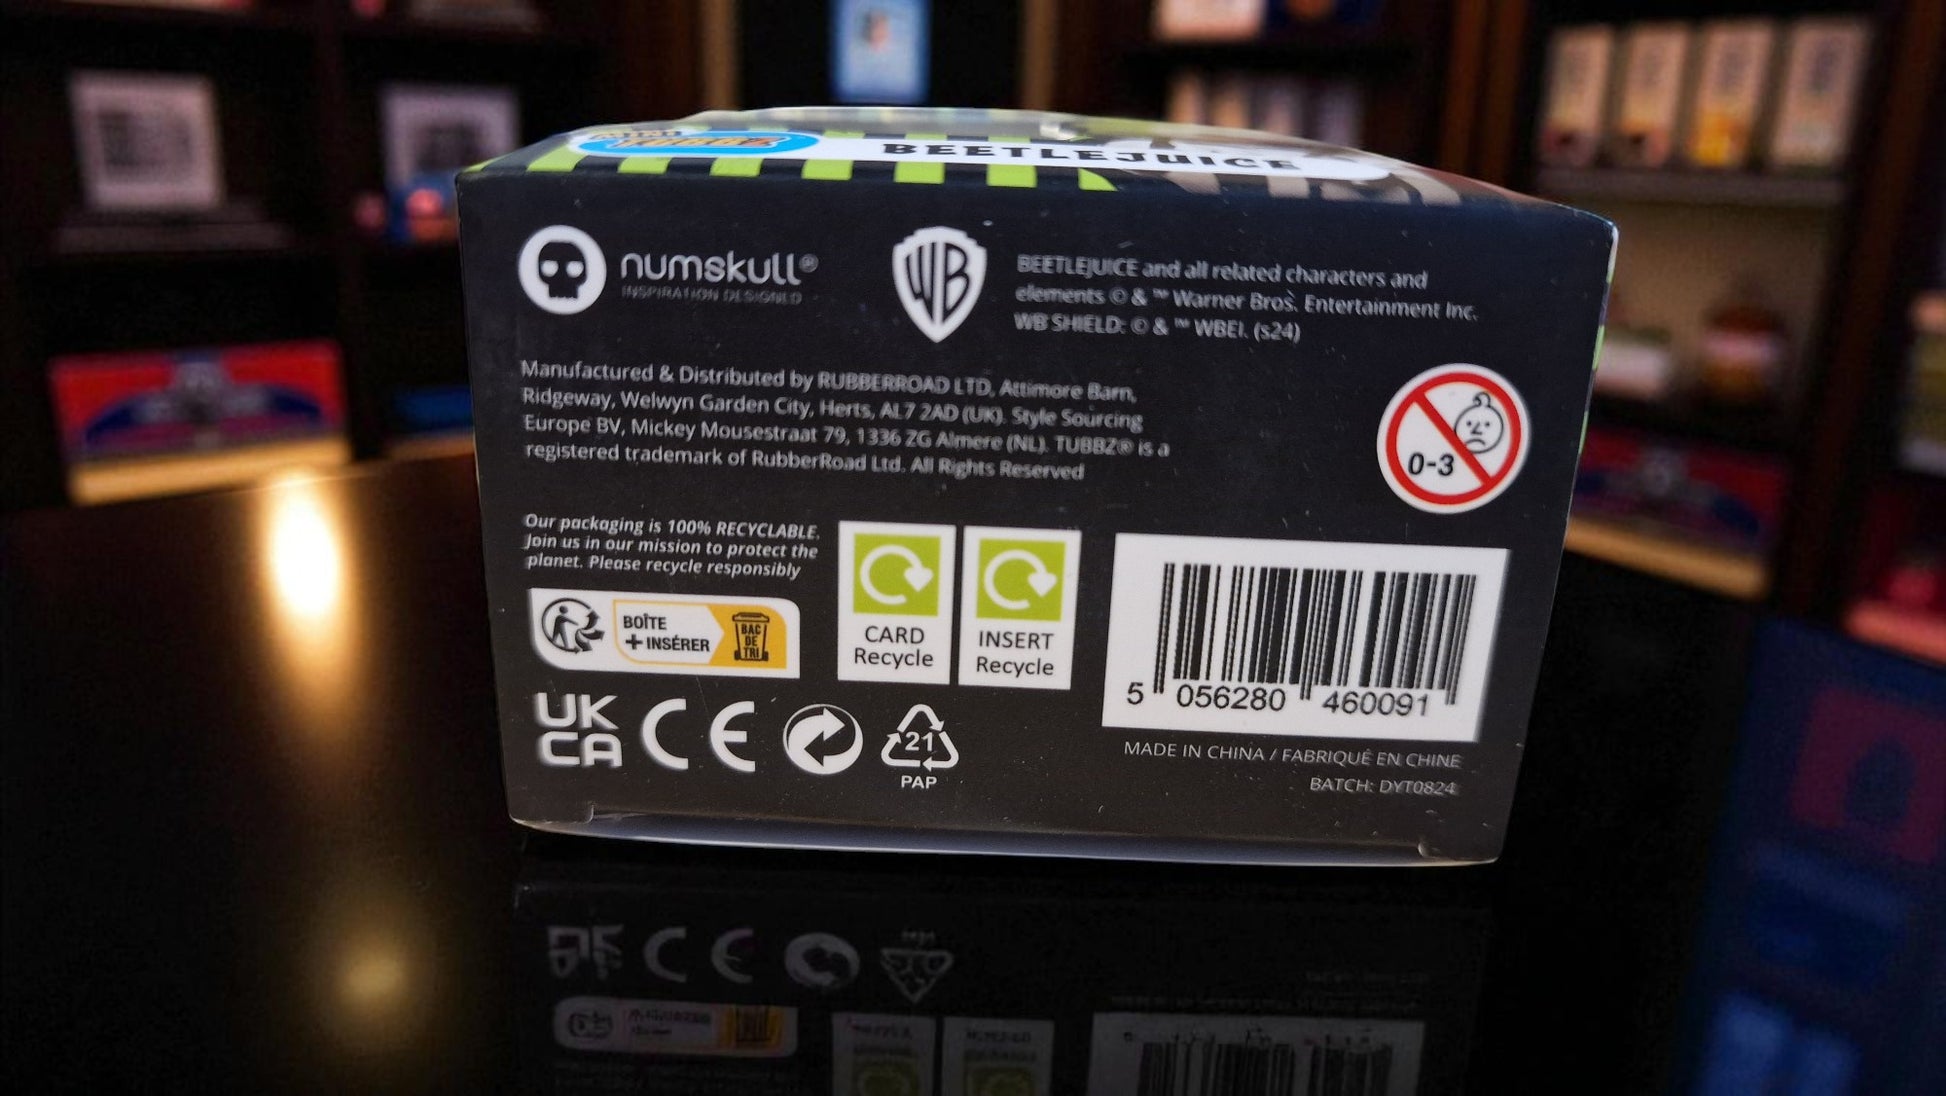 TUBBZ
BEETLEJUICE
numskull®
INSPIRATION DESIGNED
WB
BEETLEJUICE and all related characters and
elements © & ™ Warner Bros. Entertainment Inc.
WB SHIELD: © & ™ WBEI. (s24)
Manufactured & Distributed by RUBBERROAD LTD, Attimore Barn,
Ridgeway, Welwyn Garden City, Herts, AL7 2AD (UK). Style Sourcing
Europe BV, Mickey Mousestraat 79, 1336 ZG Almere (NL). TUBBZ® is a
registered trademark of RubberRoad Ltd. All Rights Reserved
0-3
Our packaging is 100% RECYCLABLE.
Join us in our mission to protect the
planet. Please recycle responsibly
BOÎTE
+ INSÉRER
BAC
DE
TRI
CARD
Recycle
INSERT
Recycle
5 056280 460091
UK
CA
CE
21
PAP
MADE IN CHINA / FABRIQUÉ EN CHINE
BATCH: DYT0824